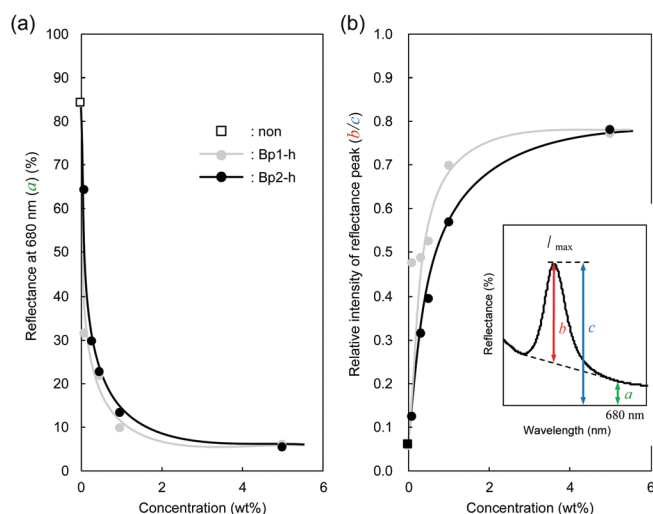 (a)
100
90
80
70
60
50
40
30
20
10
0
Reflectance at 680 nm (a) (%)
: non
: Bp1-h
: Bp2-h
0 2 4 6
Concentration (wt%)
(b)
1.0
0.9
0.8
0.7
0.6
0.5
0.4
0.3
0.2
0.1
0.0
Relative intensity of reflectance peak (b/c)
l max
b
c
a
Reflectance (%)
680 nm
Wavelength (nm)
0 2 4 6
Concentration (wt%)